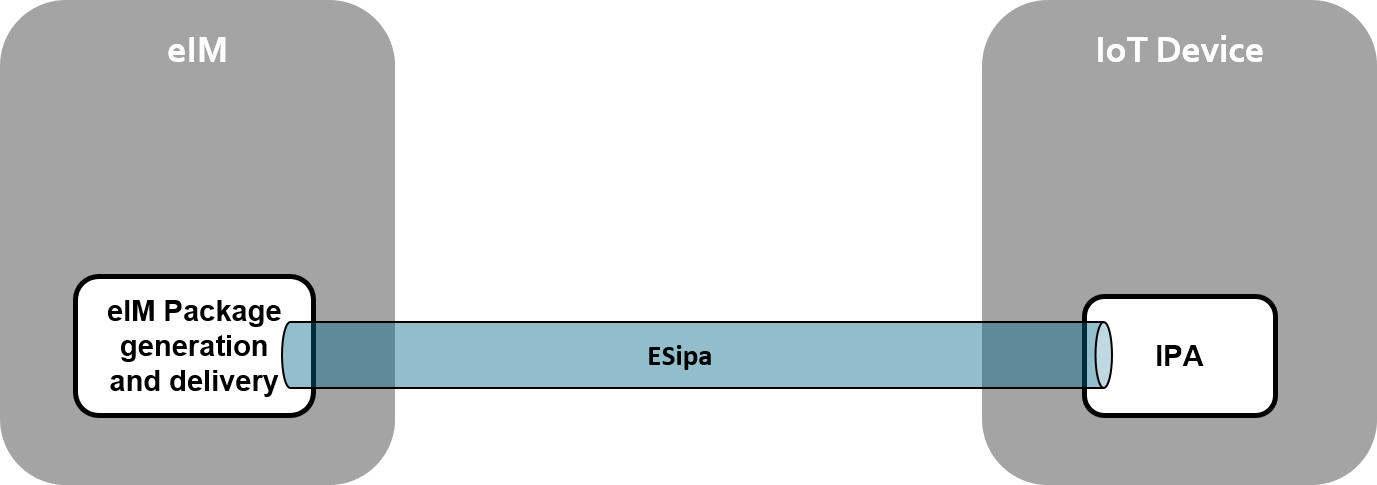 eIM
IoT Device
eIM Package
generation
and delivery
ESipa
IPA